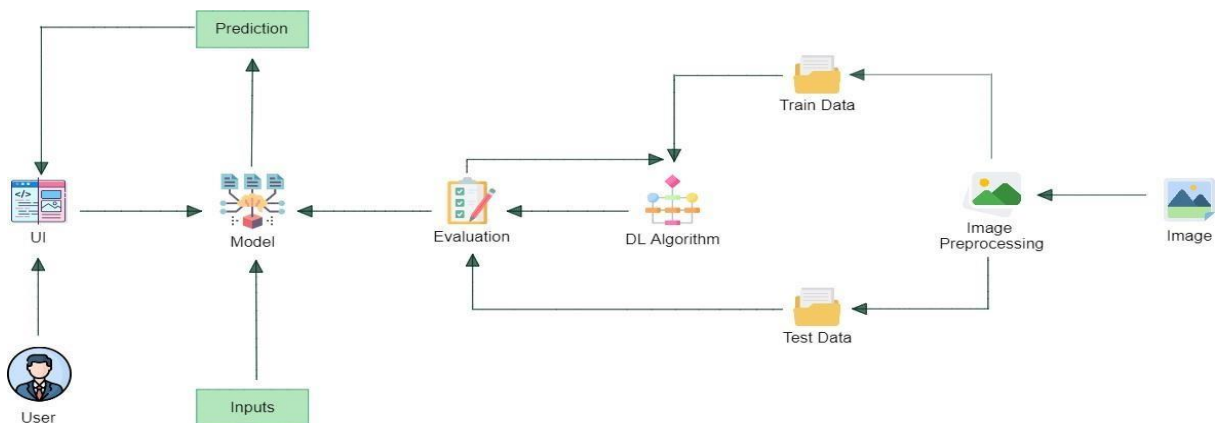 Prediction
Train Data
UI
Model
Evaluation
DL Algorithm
Image
Preprocessing
Image
Test Data
User
Inputs